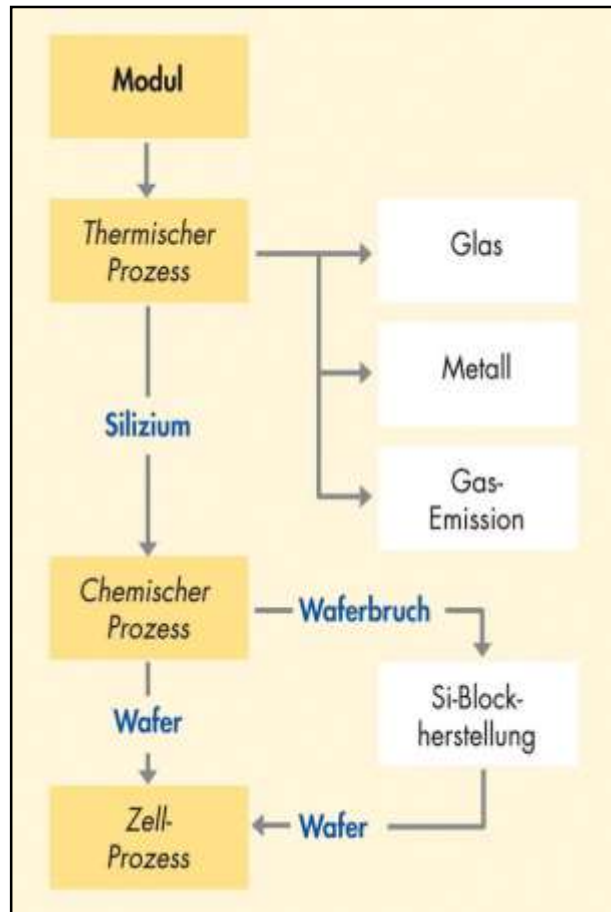 Modul
Thermischer
Prozess
Glas
Metall
Silizium
Gas-
Emission
Chemischer
Prozess
Waferbruch
Si-Block-
herstellung
Wafer
Zell-
Prozess
Wafer